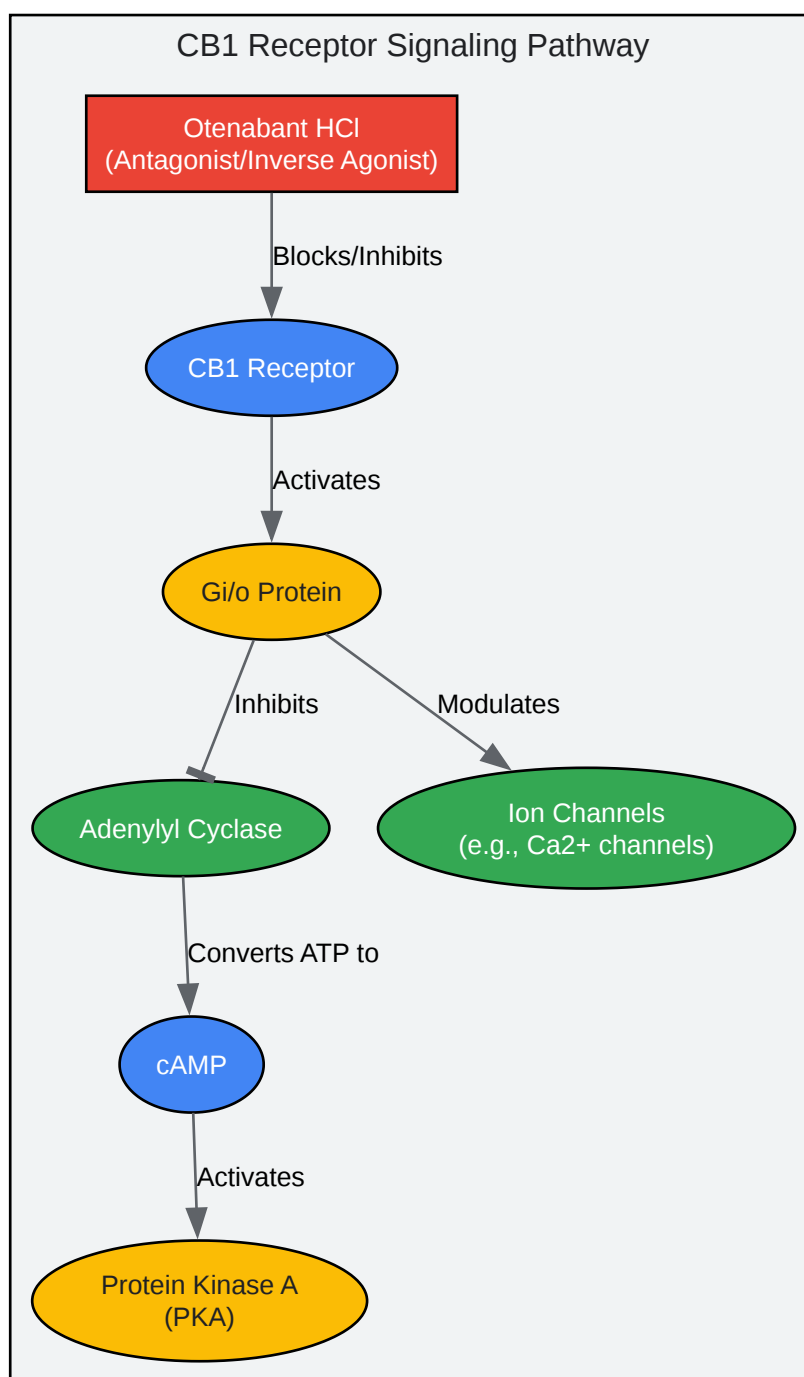 CB1 Receptor Signaling Pathway
Otenabant HCl
(Antagonist/Inverse Agonist)
Blocks/Inhibits
CB1 Receptor
Activates
Gi/o Protein
Inhibits
Modulates
Adenylyl Cyclase
Ion Channels
(e.g., Ca2+ channels)
Converts ATP to
cAMP
Activates
Protein Kinase A
(PKA)